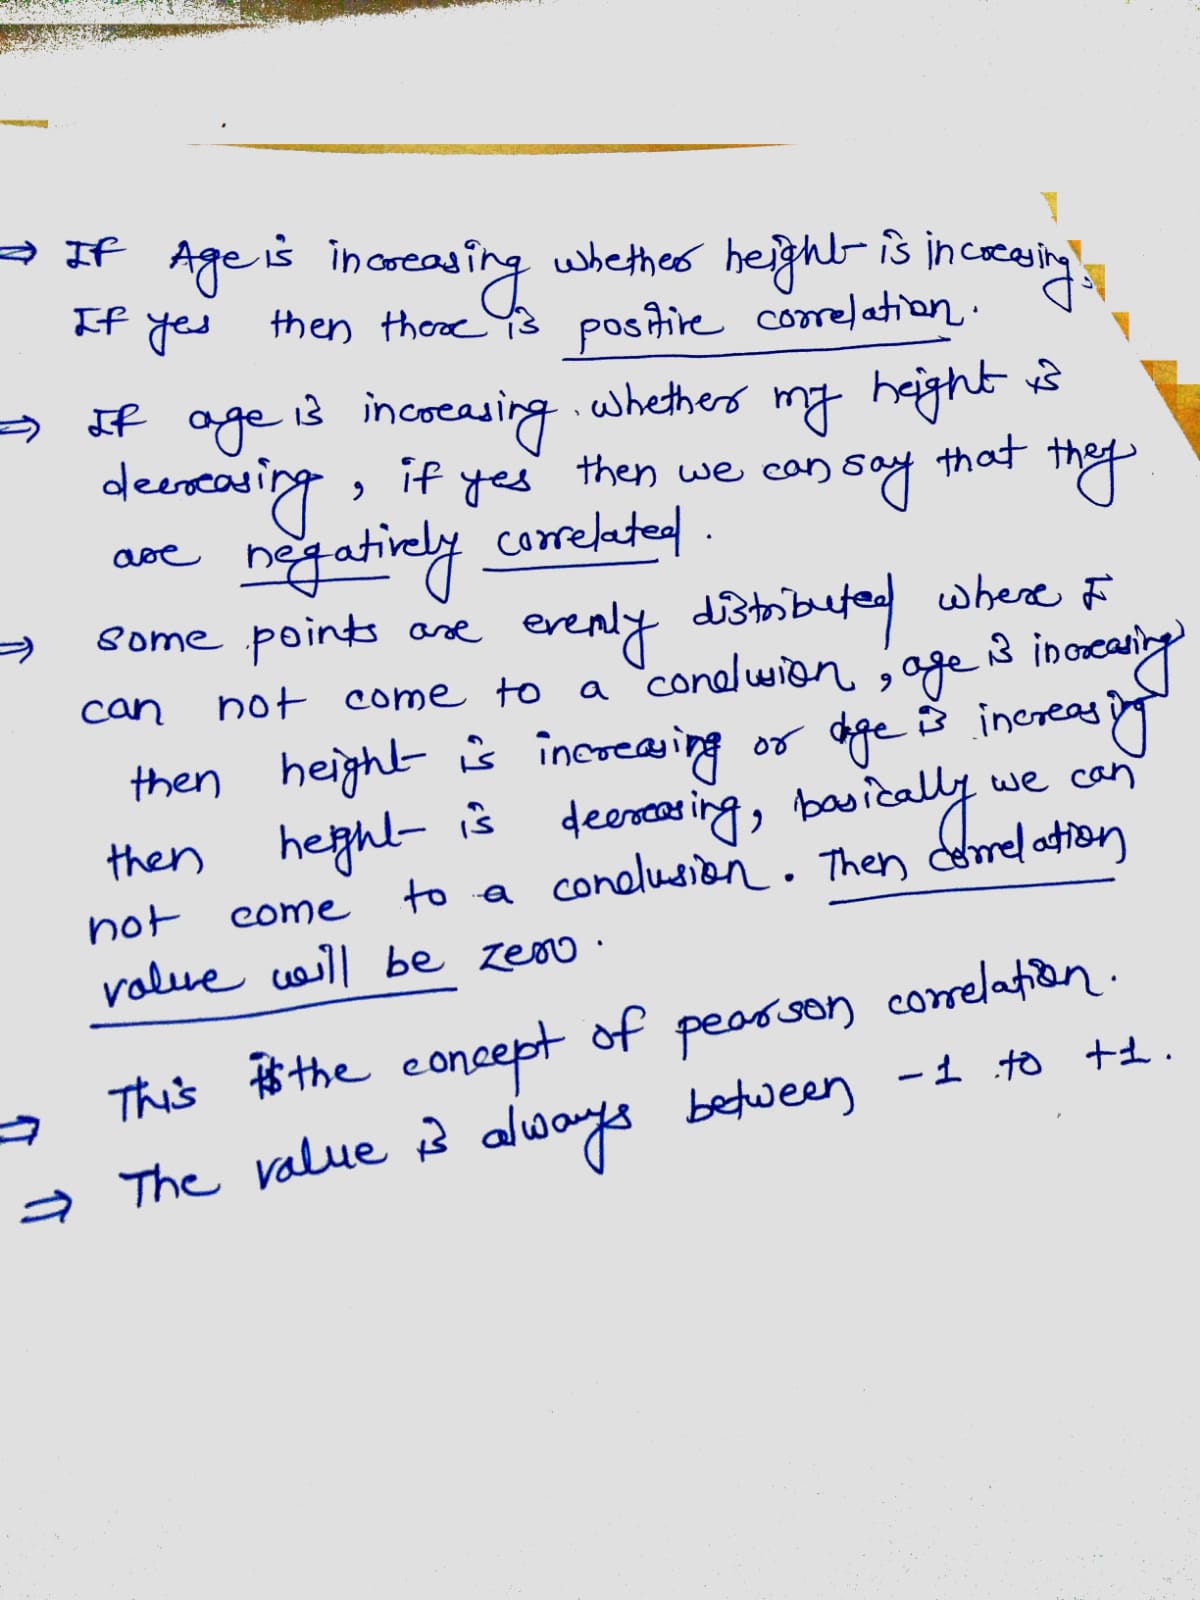 ⇒ If Age is increasing whether height is increasing,
If yes then there is positive correlation.
⇒ If age is increasing. whether my height is
decreasing, if yes then we can say that they
are negatively correlated.
⇒ some points are evenly distributed where I
can not come to a conclusion, age is increasing
then height is increasing or age is increasing
then height is decreasing, basically we can
not come to a conclusion. Then correlation
value will be zero.
⇒ This is the concept of pearson correlation.
⇒ The value is always between -1 to +1.